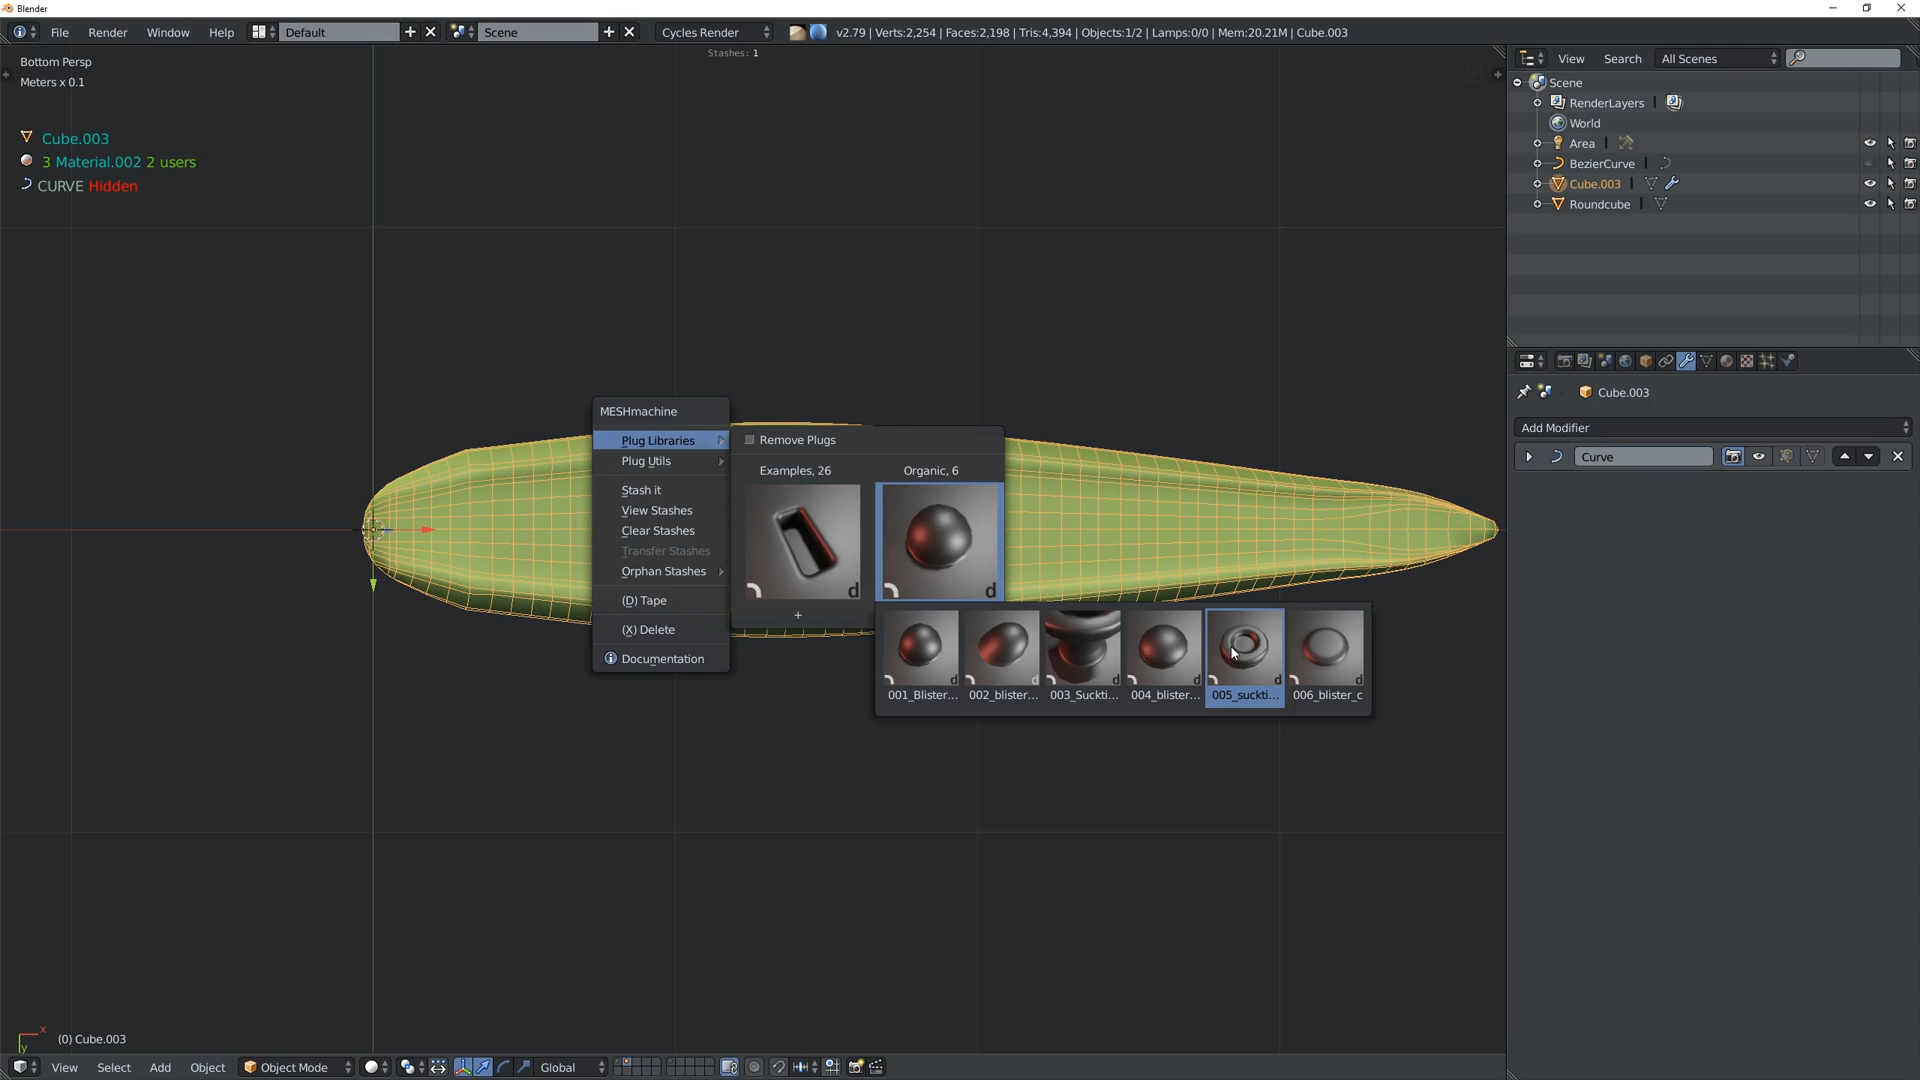 Blender
File Render Window Help Default Scene Cycles Render v2.79 | Verts:2,254 | Faces:2,198 | Tris:4,394 | Objects:1/2 | Lamps:0/0 | Mem:20.21M | Cube.003
Stashes: 1
Bottom Persp
Meters x 0.1
Cube.003
3 Material.002 2 users
CURVE Hidden
MESHmachine
Plug Libraries
Plug Utils
Stash it
View Stashes
Clear Stashes
Transfer Stashes
Orphan Stashes
(D) Tape
(X) Delete
Documentation
Remove Plugs
Examples, 26 Organic, 6
d d
+
d d d d d d
001_Blister... 002_blister... 003_Suckti... 004_blister... 005_suckti... 006_blister_c
View Search All Scenes
Scene
RenderLayers
World
Area
BezierCurve
Cube.003
Roundcube
Cube.003
Add Modifier
Curve
x
y
(0) Cube.003
View Select Add Object Object Mode Global